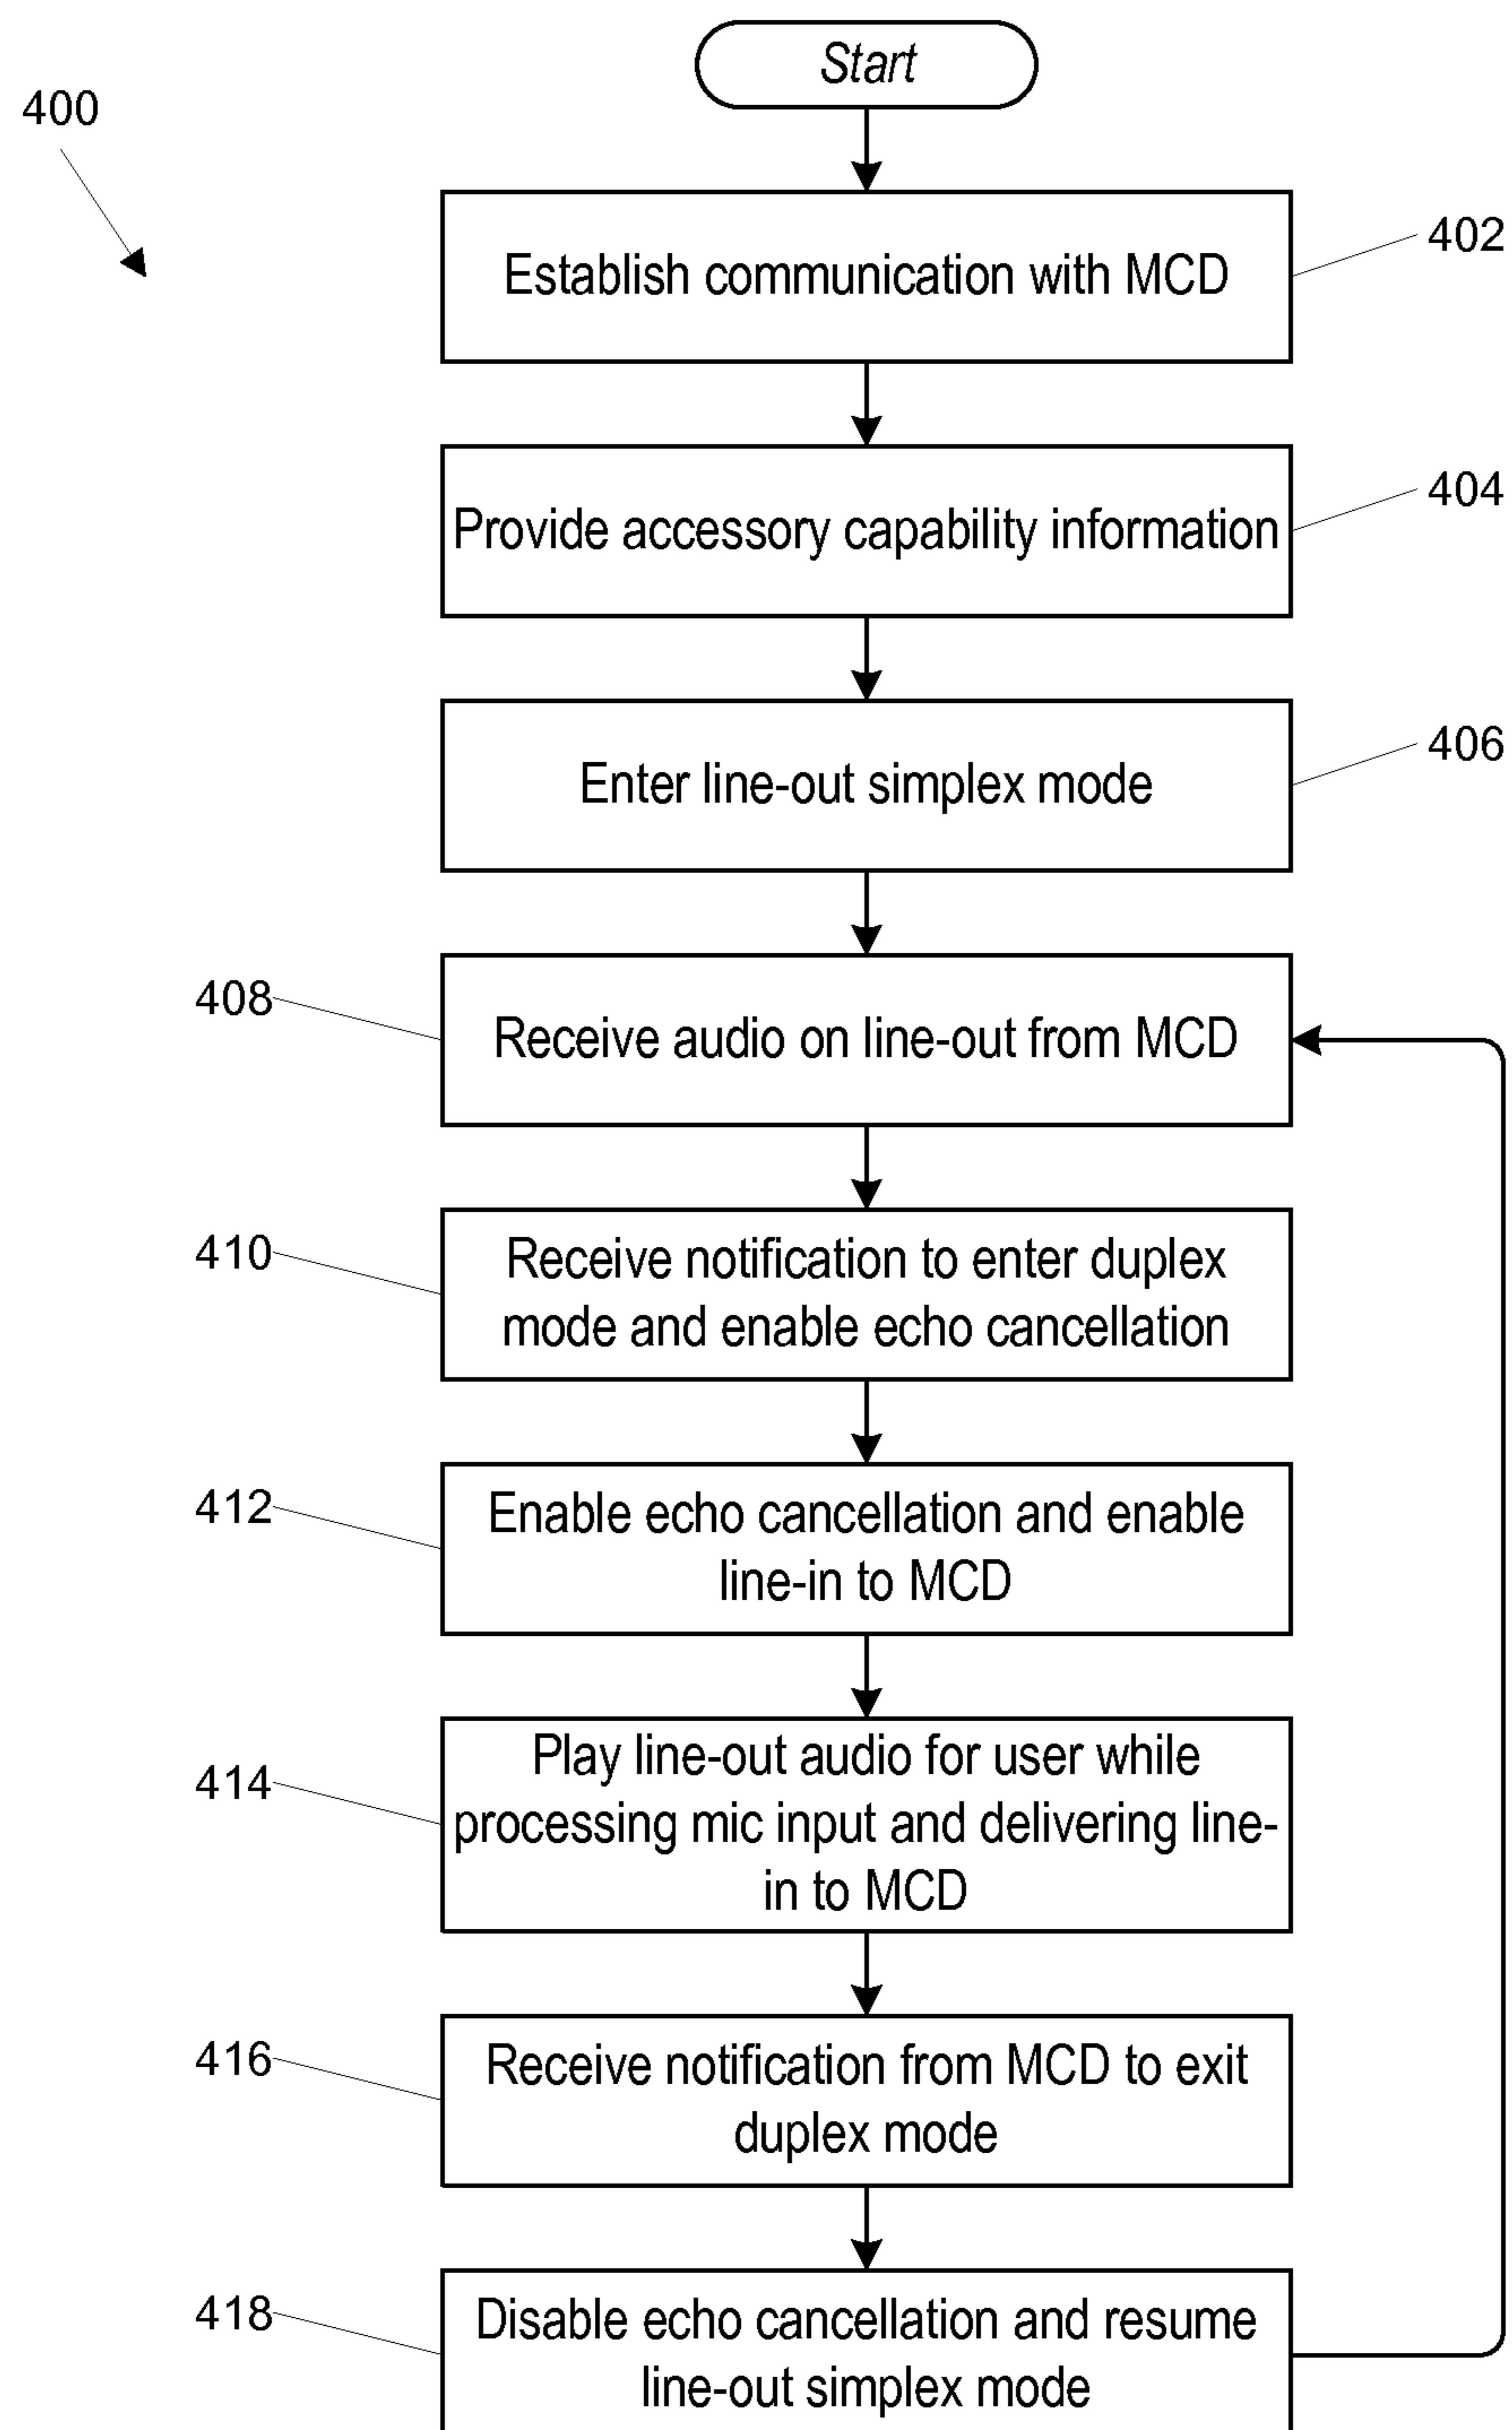 Start
400
Establish communication with MCD
402
Provide accessory capability information
404
Enter line-out simplex mode
406
408
Receive audio on line-out from MCD
410
Receive notification to enter duplex
mode and enable echo cancellation
412
Enable echo cancellation and enable
line-in to MCD
414
Play line-out audio for user while
processing mic input and delivering line-
in to MCD
416
Receive notification from MCD to exit
duplex mode
418
Disable echo cancellation and resume
line-out simplex mode